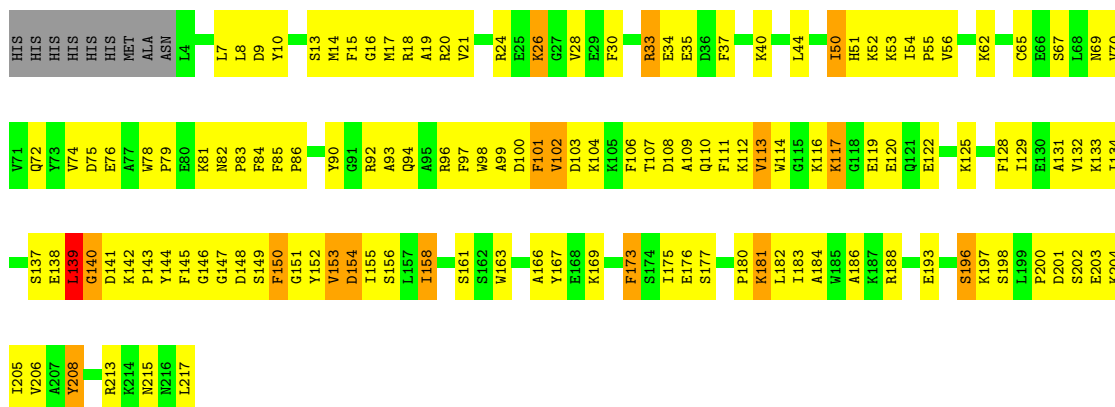 HIS HIS HIS HIS HIS HIS MET ALA ASN L4 L7 L8 D9 Y10 S13 M14 F15 G16 M17 R18 A19 R20 V21 R24 E25 K26 G27 V28 E29 F30 R33 E34 E35 D36 F37 K40 L44 I50 H51 K52 K53 I54 P55 V56 K62 C65 E66 S67 L68 N69 V70
V71 Q72 Y73 V74 D75 E76 A77 W78 P79 E80 K81 N82 P83 F84 F85 P86 Y90 G91 R92 A93 Q94 A95 R96 F97 W98 A99 D100 F101 V102 D103 K104 K105 F106 T107 D108 A109 Q110 F111 K112 V113 W114 G115 K116 K117 G118 E119 E120 Q121 E122 K125 F128 I129 E130 A131 V132 K133 I134
S137 E138 L139 G140 D141 K142 P143 Y144 F145 G146 G147 D148 S149 F150 G151 Y152 V153 D154 I155 S156 L157 I158 S161 S162 W163 A166 Y167 E168 K169 F173 S174 I175 E176 S177 P180 K181 L182 I183 A184 W185 A186 K187 R188 E193 S196 K197 S198 L199 P200 D201 S202 E203 K204
I205 V206 A207 Y208 R213 K214 N215 N216 L217